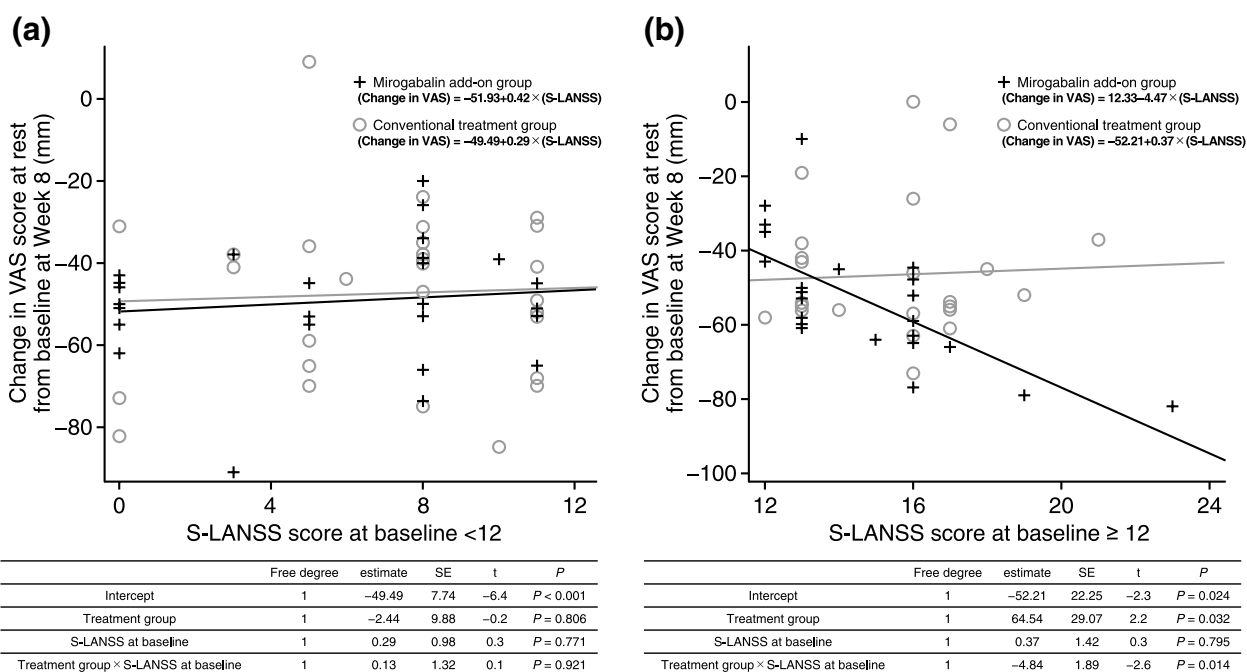 (a)
Change in VAS score at rest
from baseline at Week 8 (mm)
0
−20
−40
−60
−80
+ Mirogabalin add-on group
(Change in VAS) = −51.93+0.42×(S-LANSS)
Conventional treatment group
(Change in VAS) = −49.49+0.29×(S-LANSS)
0 4 8 12
S-LANSS score at baseline <12
Free degree estimate SE t P
Intercept 1 −49.49 7.74 −6.4 P < 0.001
Treatment group 1 −2.44 9.88 −0.2 P = 0.806
S-LANSS at baseline 1 0.29 0.98 0.3 P = 0.771
Treatment group × S-LANSS at baseline 1 0.13 1.32 0.1 P = 0.921
(b)
Change in VAS score at rest
from baseline at Week 8 (mm)
0
−20
−40
−60
−80
−100
+ Mirogabalin add-on group
(Change in VAS) = 12.33−4.47×(S-LANSS)
Conventional treatment group
(Change in VAS) = −52.21+0.37×(S-LANSS)
12 16 20 24
S-LANSS score at baseline ≥ 12
Free degree estimate SE t P
Intercept 1 −52.21 22.25 −2.3 P = 0.024
Treatment group 1 64.54 29.07 2.2 P = 0.032
S-LANSS at baseline 1 0.37 1.42 0.3 P = 0.795
Treatment group × S-LANSS at baseline 1 −4.84 1.89 −2.6 P = 0.014